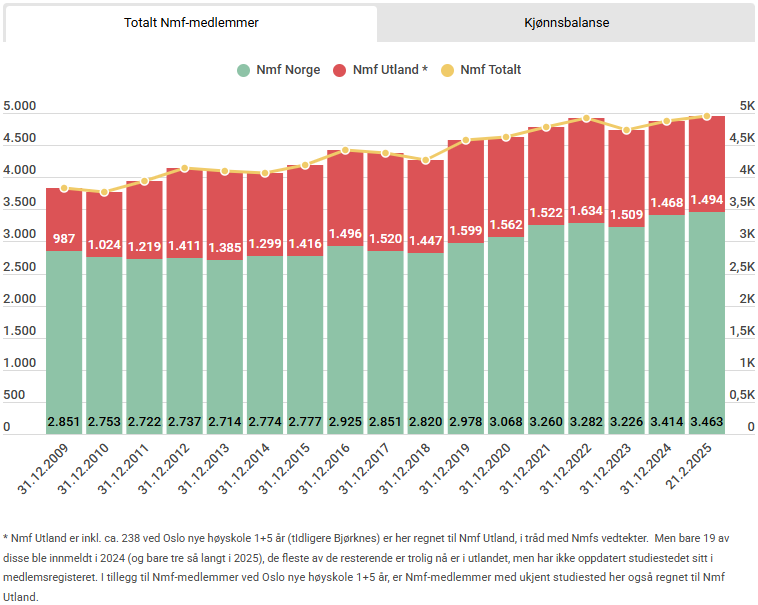 Totalt Nmf-medlemmer Kjønnsbalanse
Nmf Norge Nmf Utland * Nmf Totalt
5.000 5K
4.500 4,5K
4.000 4K
3.500 3,5K
3.000 3K
2.500 2,5K
2.000 2K
1.500 1,5K
1.000 1K
500 0,5K
0 0
987 1.024 1.219 1.411 1.385 1.299 1.416 1.496 1.520 1.447 1.599 1.562 1.522 1.634 1.509 1.468 1.494
2.851 2.753 2.722 2.737 2.714 2.774 2.777 2.925 2.851 2.820 2.978 3.068 3.260 3.282 3.226 3.414 3.463
31.12.2009 31.12.2010 31.12.2011 31.12.2012 31.12.2013 31.12.2014 31.12.2015 31.12.2016 31.12.2017 31.12.2018 31.12.2019 31.12.2020 31.12.2021 31.12.2022 31.12.2023 31.12.2024 21.2.2025
* Nmf Utland er inkl. ca. 238 ved Oslo nye høyskole 1+5 år (tIdligere Bjørknes) er her regnet til Nmf Utland, i tråd med Nmfs vedtekter. Men bare 19 av
disse ble innmeldt i 2024 (og bare tre så langt i 2025), de fleste av de resterende er trolig nå er i utlandet, men har ikke oppdatert studiestedet sitt i
medlemsregisteret. I tillegg til Nmf-medlemmer ved Oslo nye høyskole 1+5 år, er Nmf-medlemmer med ukjent studiested her også regnet til Nmf
Utland.